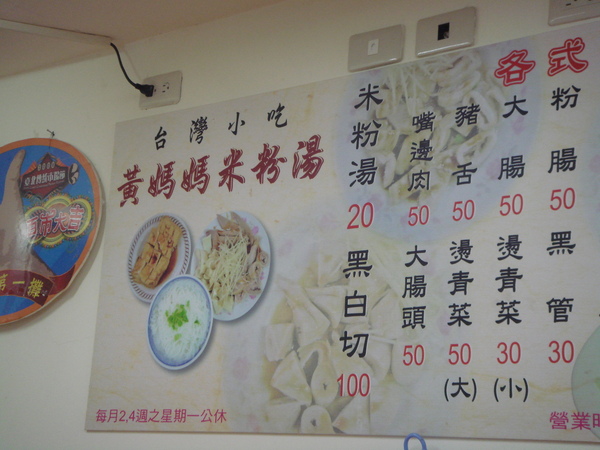 各式
台灣小吃
黃媽媽米粉湯
米粉湯 20
嘴邊肉 50
豬舌 50
大腸 50
粉腸 50
黑白切 100
大腸頭 50
燙青菜 50 (大)
燙青菜 30 (小)
黑管 30
每月2,4週之星期一公休
營業時
第一攤